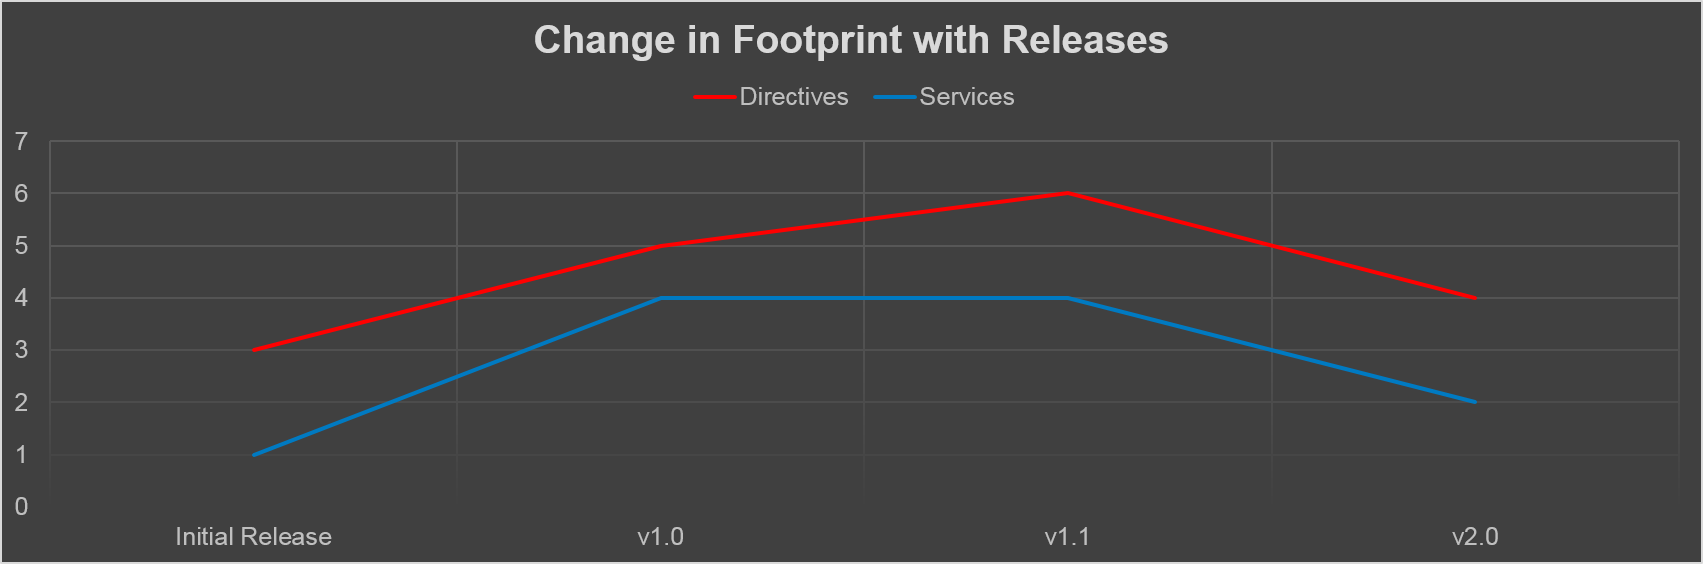 Change in Footprint with Releases
Directives Services
7
6
5
4
3
2
1
0
Initial Release v1.0 v1.1 v2.0